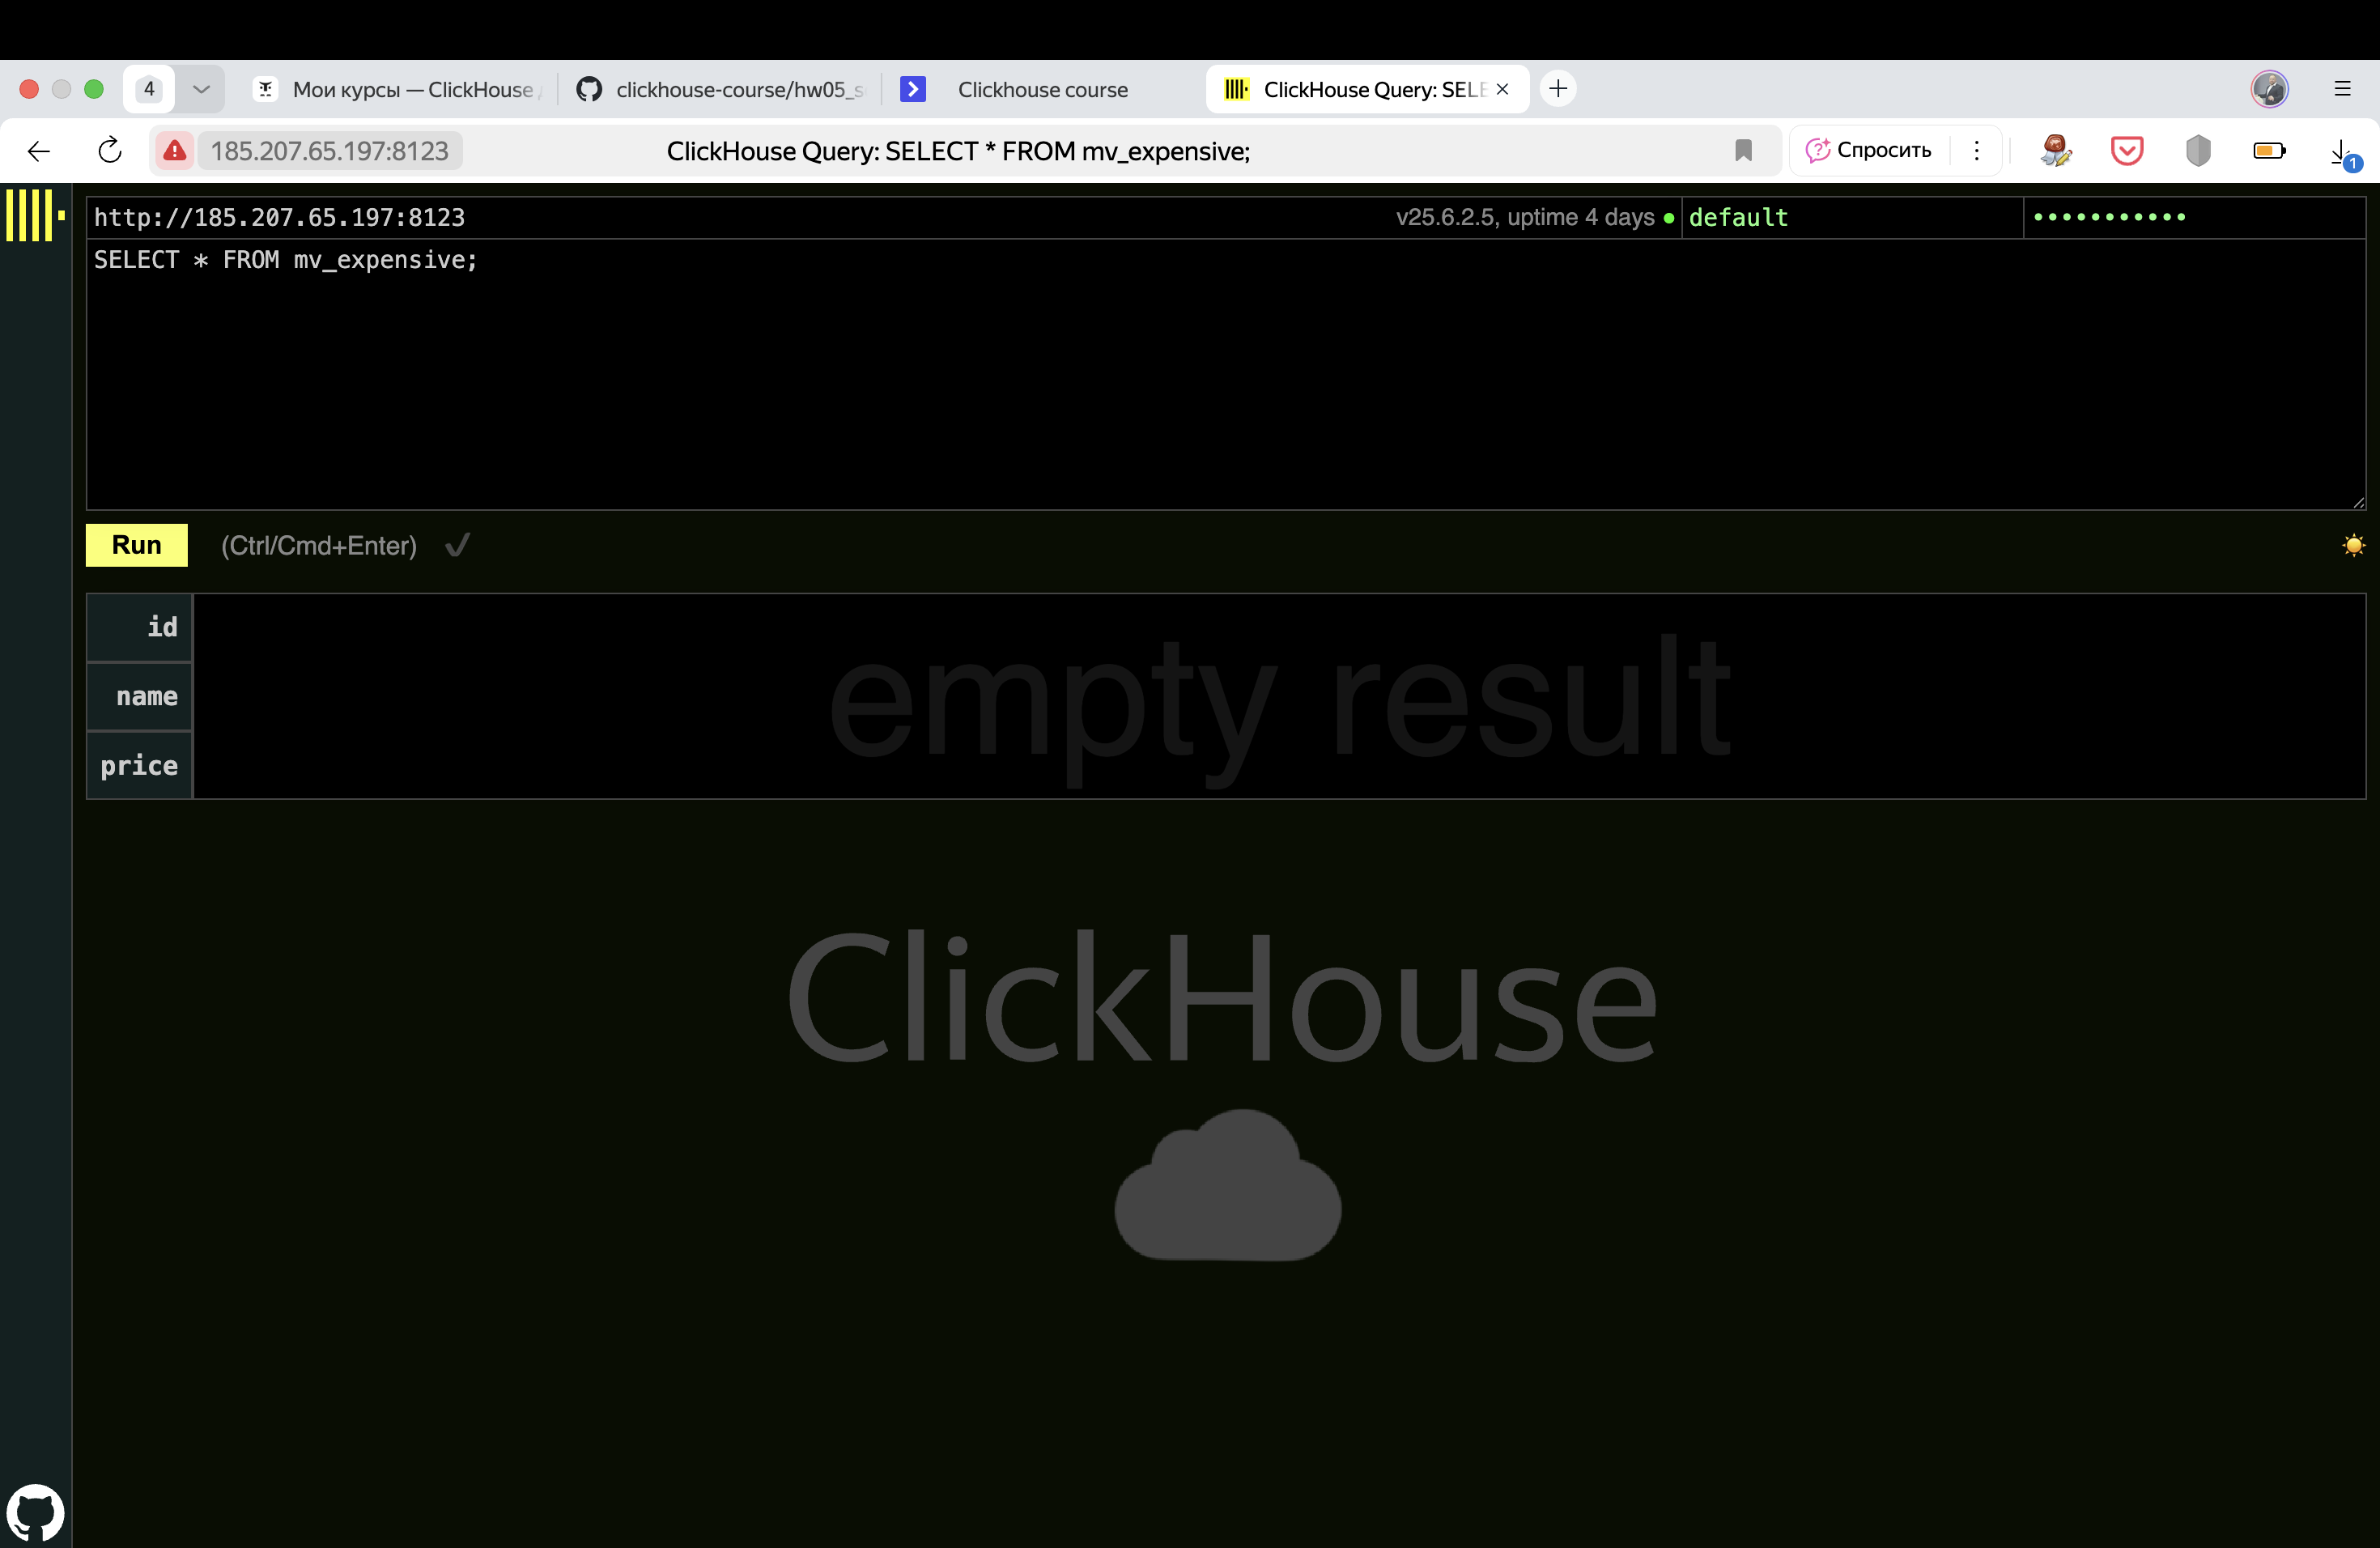 4
Мои курсы — ClickHouse
clickhouse-course/hw05_s
Clickhouse course
ClickHouse Query: SELE
185.207.65.197:8123
ClickHouse Query: SELECT * FROM mv_expensive;
Спросить
1
http://185.207.65.197:8123
v25.6.2.5, uptime 4 days
default
SELECT * FROM mv_expensive;
Run
(Ctrl/Cmd+Enter)
id
name
price
empty result
ClickHouse